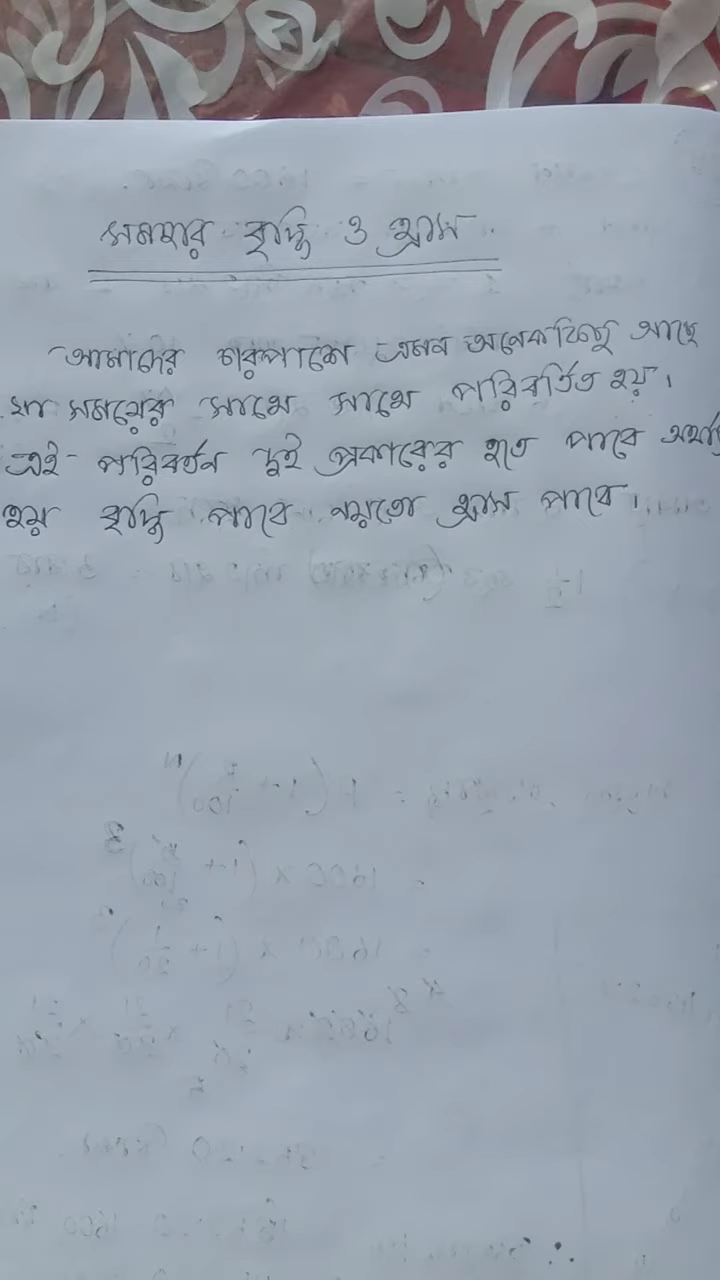 সমহার বৃদ্ধি ও হ্রাস.
আমাদের চারপাশে এমন অনেককিছু আছে
যা সময়ের সাথে সাথে পরিবর্তিত হয়।
এই পরিবর্তন দুই প্রকারের হতে পারে অর্থাৎ
হয় বৃদ্ধি পাবে নয়তো হ্রাস পাবে।